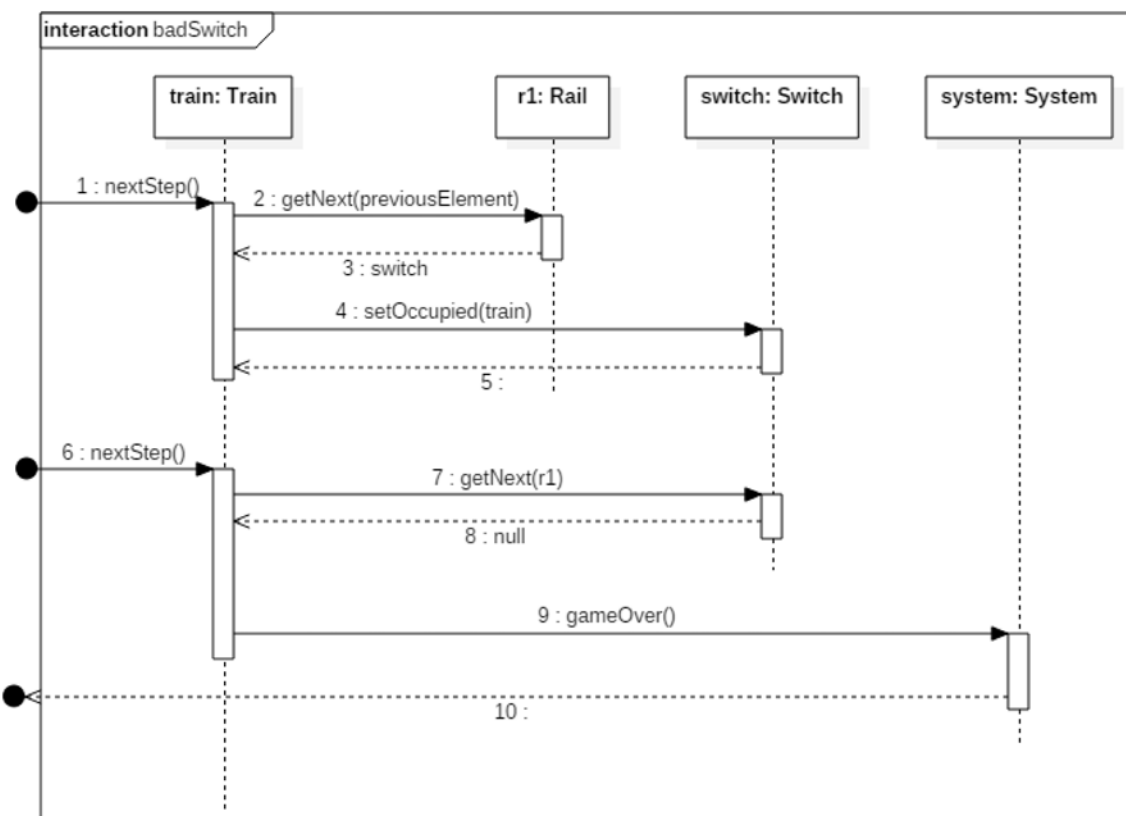 interaction badSwitch
train: Train
r1: Rail
switch: Switch
system: System
1 : nextStep()
2 : getNext(previousElement)
3 : switch
4 : setOccupied(train)
5 :
6 : nextStep()
7 : getNext(r1)
8 : null
9 : gameOver()
10 :